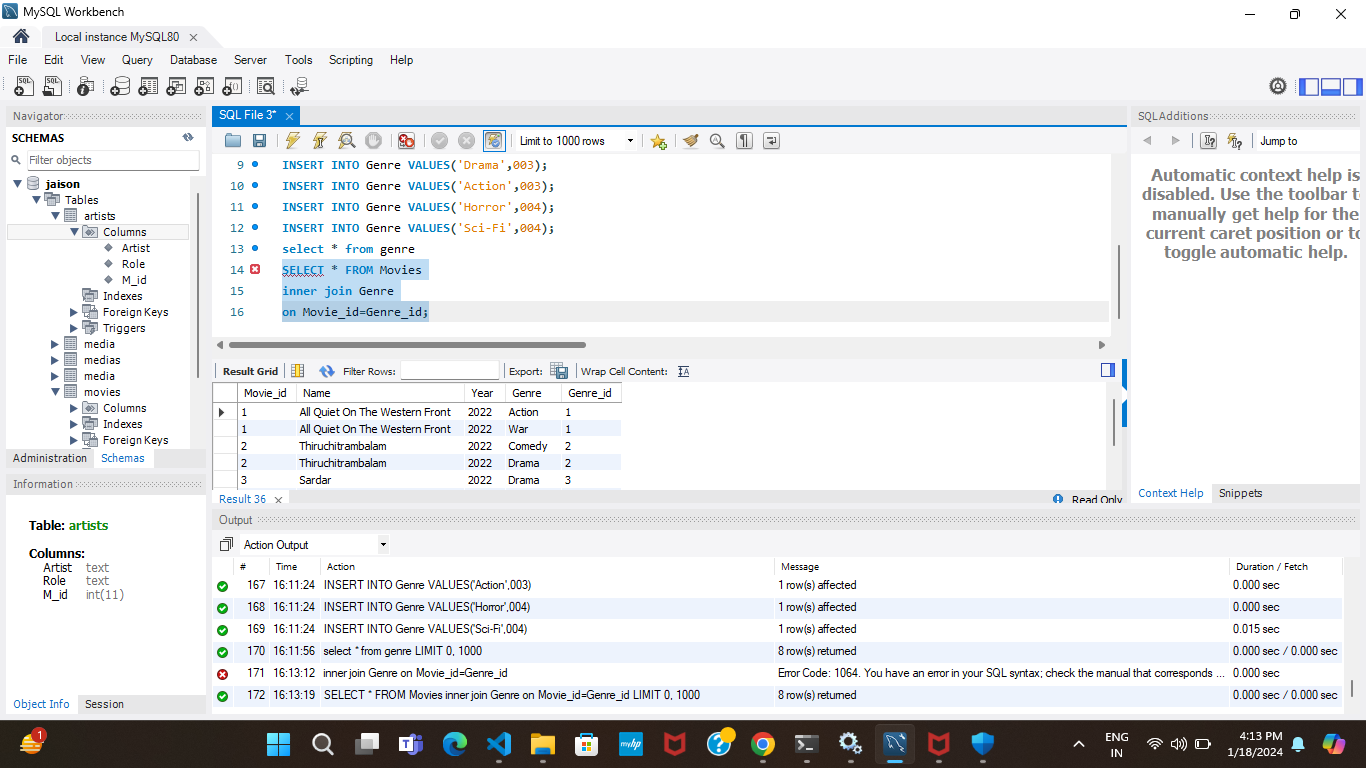 MySQL Workbench
Local instance MySQL80
File Edit View Query Database Server Tools Scripting Help
Navigator
SCHEMAS
Filter objects
jaison
Tables
artists
Columns
Artist
Role
M_id
Indexes
Foreign Keys
Triggers
media
medias
media
movies
Columns
Indexes
Foreign Keys
Administration Schemas
Information
Table: artists
Columns:
Artist text
Role text
M_id int(11)
Object Info Session
SQL File 3*
Limit to 1000 rows
9 INSERT INTO Genre VALUES('Drama',003);
10 INSERT INTO Genre VALUES('Action',003);
11 INSERT INTO Genre VALUES('Horror',004);
12 INSERT INTO Genre VALUES('Sci-Fi',004);
13 select * from genre
14 SELECT * FROM Movies
15 inner join Genre
16 on Movie_id=Genre_id;
Result Grid Filter Rows: Export: Wrap Cell Content:
Movie_id Name Year Genre Genre_id
1 All Quiet On The Western Front 2022 Action 1
1 All Quiet On The Western Front 2022 War 1
2 Thiruchitrambalam 2022 Comedy 2
2 Thiruchitrambalam 2022 Drama 2
3 Sardar 2022 Drama 3
Result 36 Read Only
SQLAdditions
Jump to
Automatic context help is
disabled. Use the toolbar t
manually get help for the
current caret position or to
toggle automatic help.
Context Help Snippets
Output
Action Output
# Time Action Message Duration / Fetch
167 16:11:24 INSERT INTO Genre VALUES('Action',003) 1 row(s) affected 0.000 sec
168 16:11:24 INSERT INTO Genre VALUES('Horror',004) 1 row(s) affected 0.000 sec
169 16:11:24 INSERT INTO Genre VALUES('Sci-Fi',004) 1 row(s) affected 0.015 sec
170 16:11:56 select * from genre LIMIT 0, 1000 8 row(s) returned 0.000 sec / 0.000 sec
171 16:13:12 inner join Genre on Movie_id=Genre_id Error Code: 1064. You have an error in your SQL syntax; check the manual that corresponds ... 0.000 sec
172 16:13:19 SELECT * FROM Movies inner join Genre on Movie_id=Genre_id LIMIT 0, 1000 8 row(s) returned 0.000 sec / 0.000 sec
1
myhp
ENG
IN
4:13 PM
1/18/2024